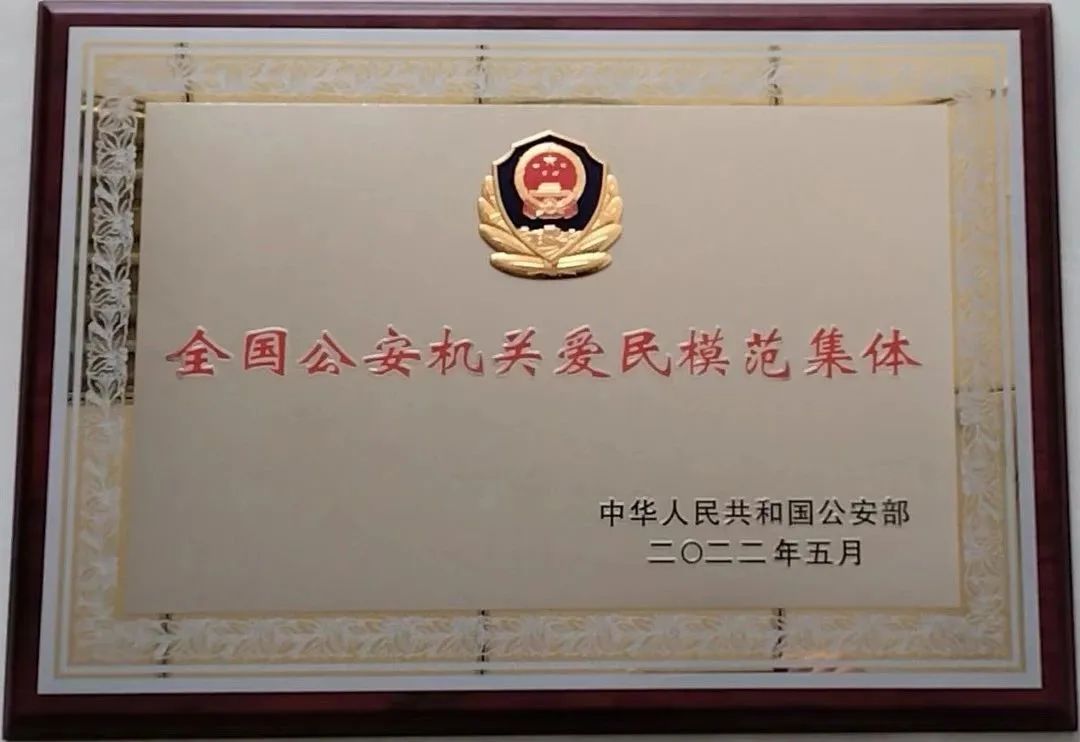 全国公安机关爱民模范集体
中华人民共和国公安部
二〇二二年五月